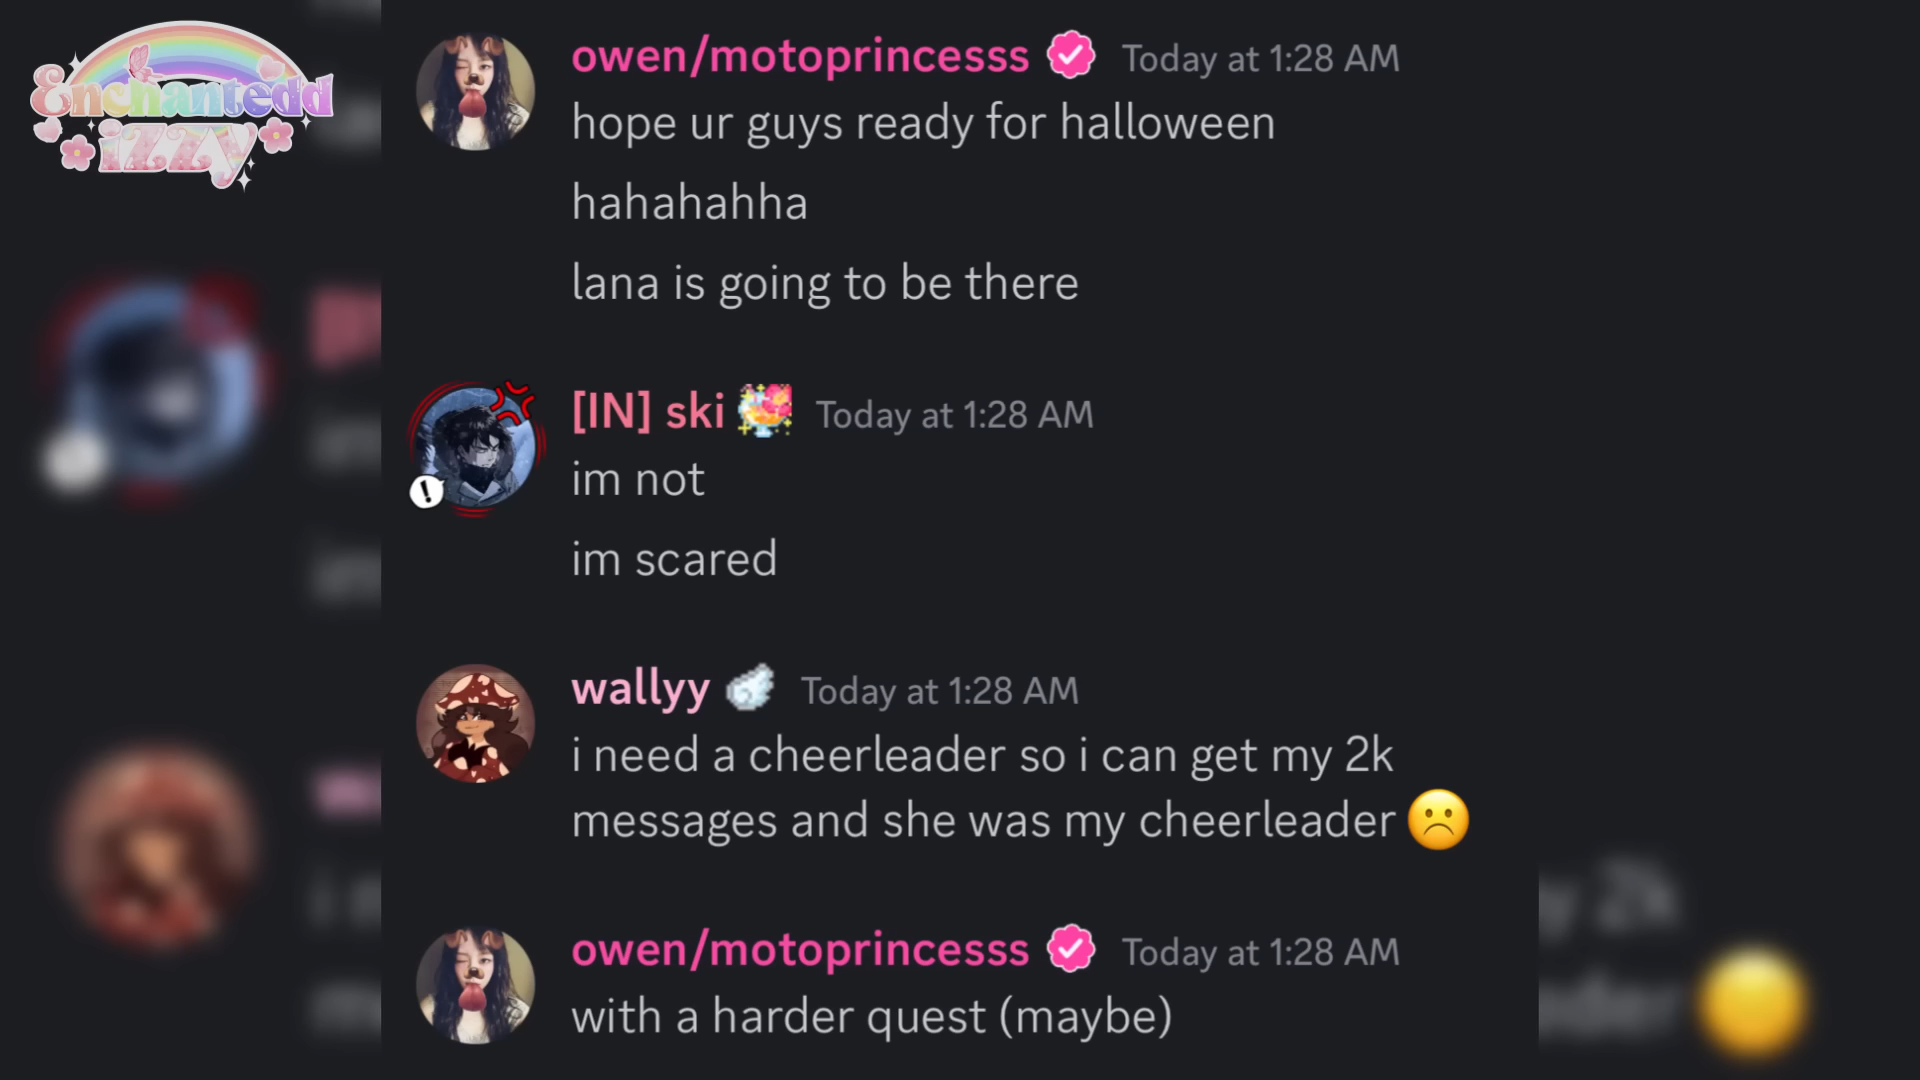 Enchantedd
izzy
owen/motoprincesss Today at 1:28 AM
hope ur guys ready for halloween
hahahahha
lana is going to be there
[IN] ski Today at 1:28 AM
im not
im scared
wallyy Today at 1:28 AM
i need a cheerleader so i can get my 2k
messages and she was my cheerleader ☹️
owen/motoprincesss Today at 1:28 AM
with a harder quest (maybe)